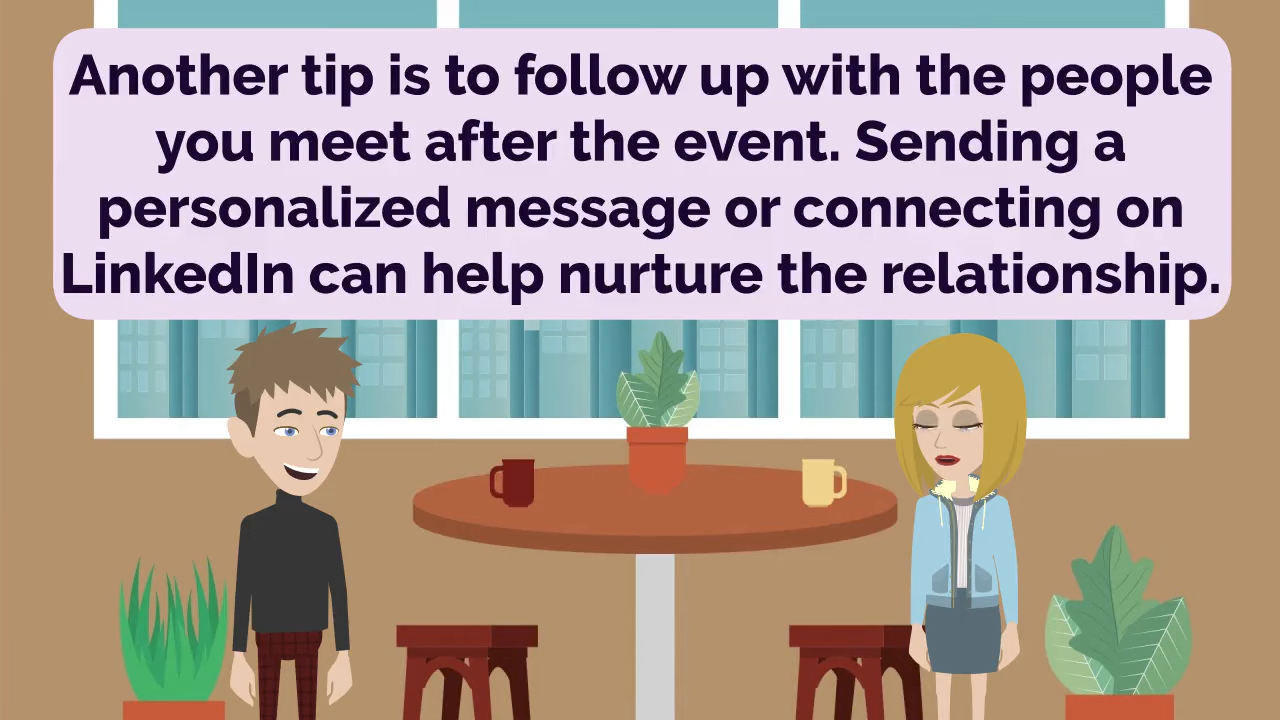 Another tip is to follow up with the people
you meet after the event. Sending a
personalized message or connecting on
LinkedIn can help nurture the relationship.